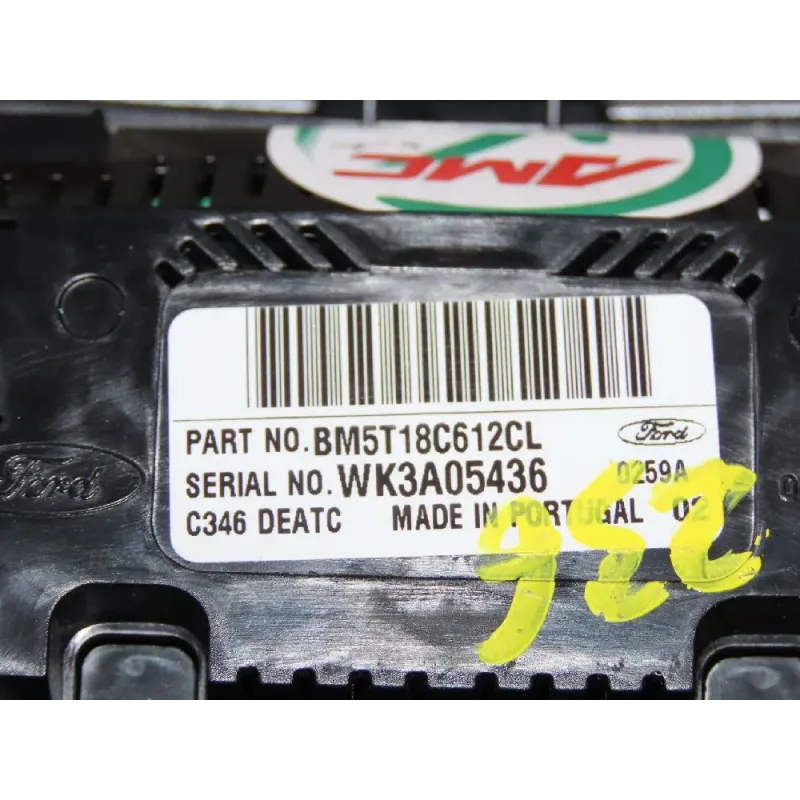 AMC
PART NO. BM5T18C612CL
Ford
SERIAL NO. WK3A05436
0259A
Ford
C346 DEATC MADE IN PORTUGAL 02